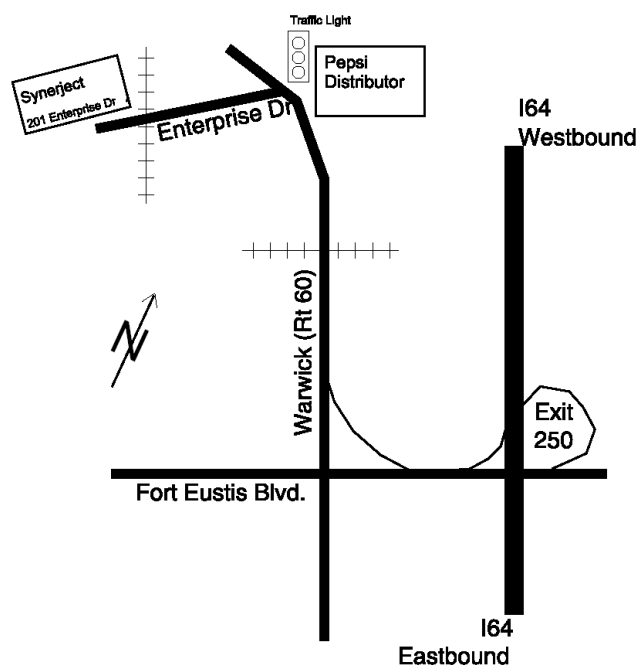 Traffic Light
Pepsi
Distributor
Synerject
201 Enterprise Dr
Enterprise Dr
I64
Westbound
Warwick (Rt 60)
N
Exit
250
Fort Eustis Blvd.
I64
Eastbound